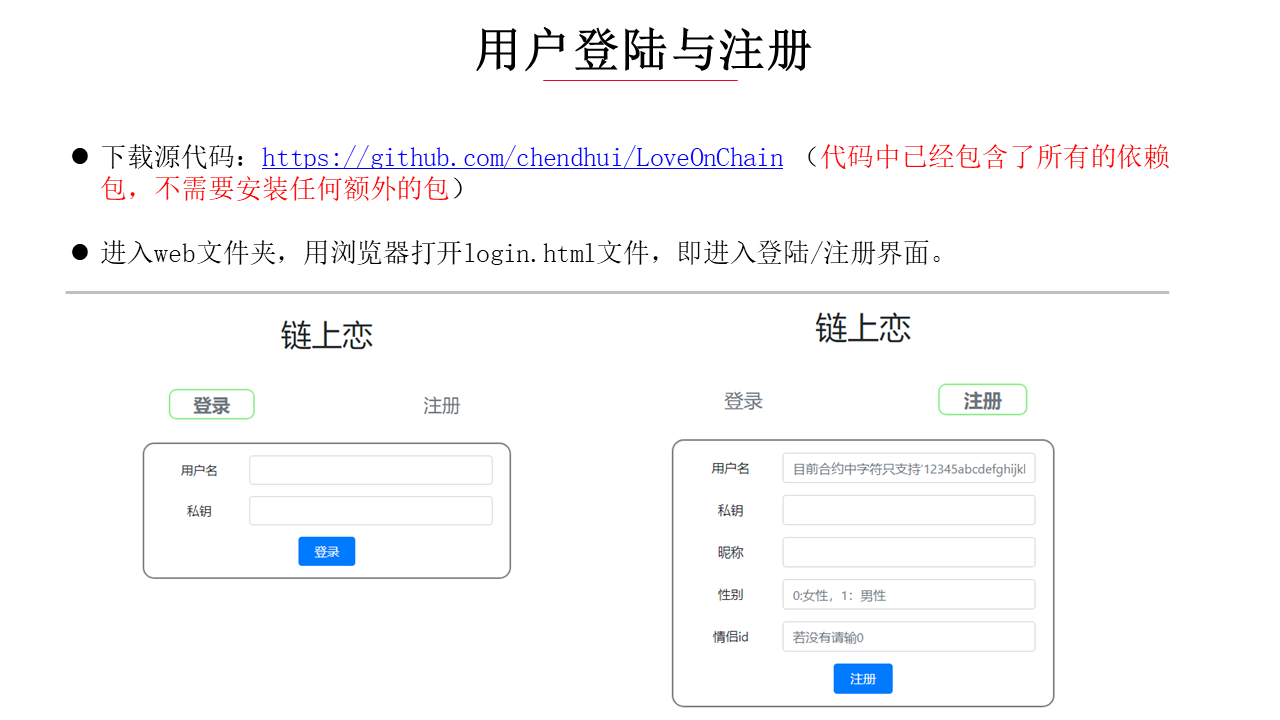 用户登陆与注册
下载源代码：https://github.com/chendhui/LoveOnChain （代码中已经包含了所有的依赖
包，不需要安装任何额外的包）
进入web文件夹，用浏览器打开login.html文件，即进入登陆/注册界面。
链上恋
登录
注册
用户名
私钥
登录
链上恋
登录
注册
用户名 目前合约中字符只支持'12345abcdefghijkl
私钥
昵称
性别 0:女性，1：男性
情侣id 若没有请输0
注册